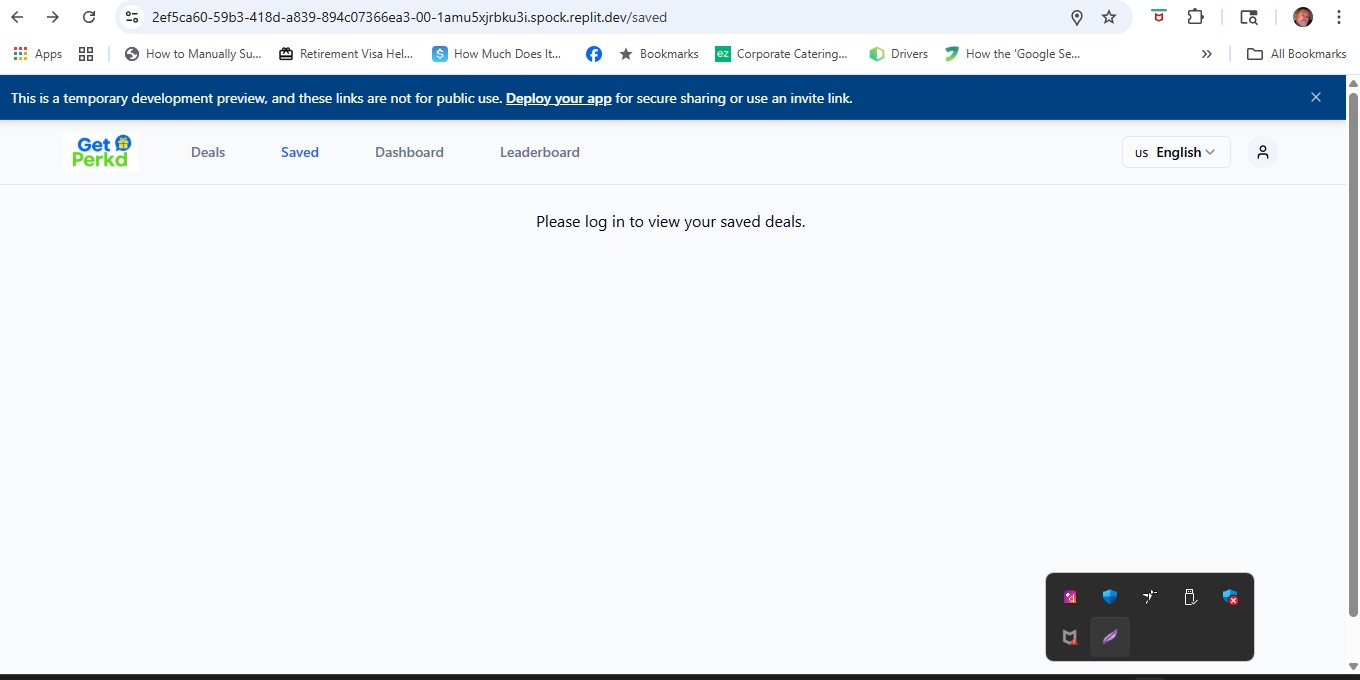 2ef5ca60-59b3-418d-a839-894c07366ea3-00-1amu5xjrbku3i.spock.replit.dev/saved
Apps
How to Manually Su...
Retirement Visa Hel...
How Much Does It...
Bookmarks
ez Corporate Catering...
Drivers
How the 'Google Se...
All Bookmarks
This is a temporary development preview, and these links are not for public use. Deploy your app for secure sharing or use an invite link.
Get
Perkd
Deals
Saved
Dashboard
Leaderboard
US English
Please log in to view your saved deals.